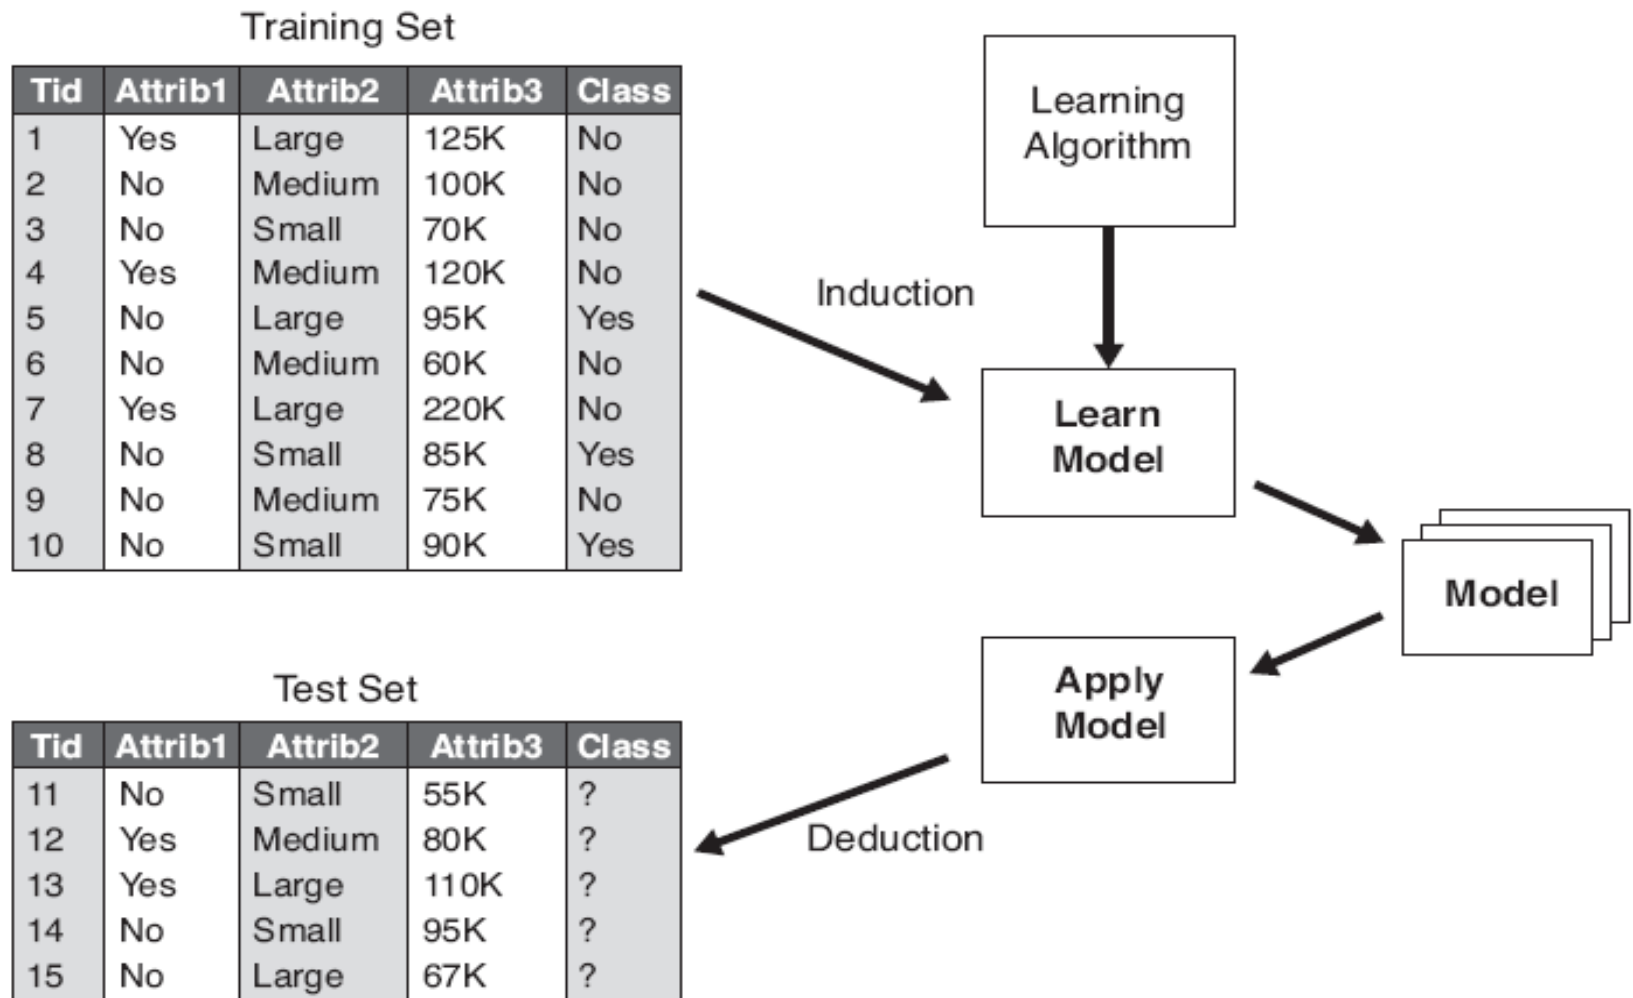 Training Set
Tid Attrib1 Attrib2 Attrib3 Class
1 Yes Large 125K No
2 No Medium 100K No
3 No Small 70K No
4 Yes Medium 120K No
5 No Large 95K Yes
6 No Medium 60K No
7 Yes Large 220K No
8 No Small 85K Yes
9 No Medium 75K No
10 No Small 90K Yes
Learning
Algorithm
Induction
Learn
Model
Model
Apply
Model
Deduction
Test Set
Tid Attrib1 Attrib2 Attrib3 Class
11 No Small 55K ?
12 Yes Medium 80K ?
13 Yes Large 110K ?
14 No Small 95K ?
15 No Large 67K ?